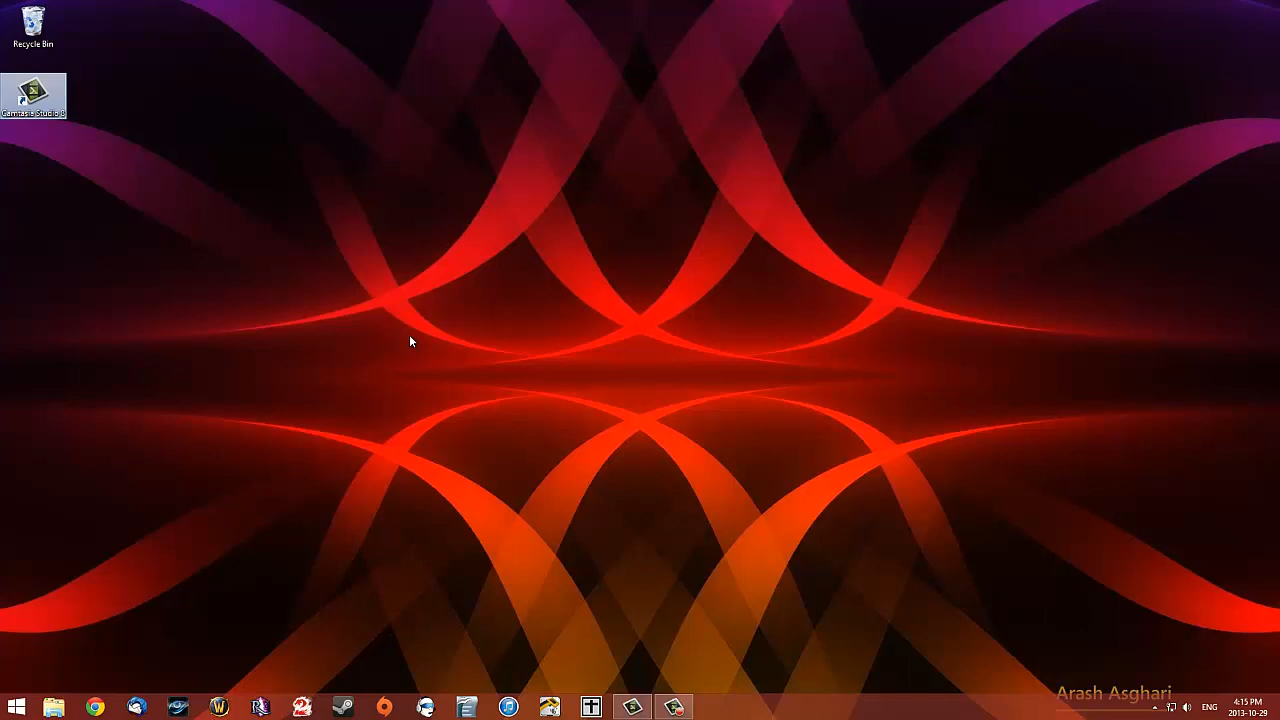 Recycle Bin
Camtasia Studio 8
Arash Asghari
ENG
4:15 PM
2013-10-29